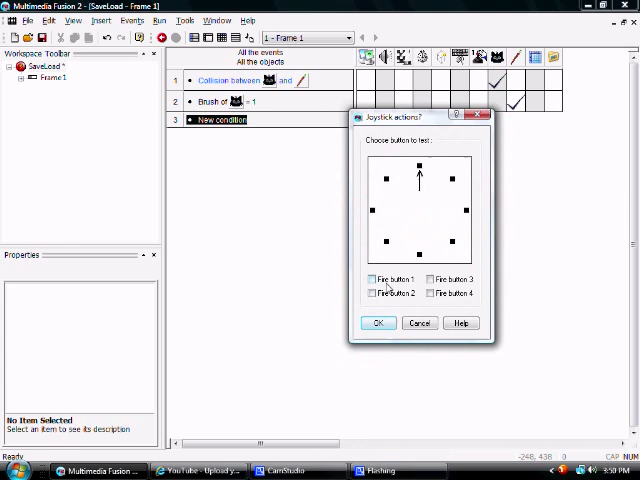 Multimedia Fusion 2 - [SaveLoad - Frame 1]
File Edit View Insert Events Run Tools Window Help
1 - Frame 1
Workspace Toolbar
SaveLoad *
Frame 1
All the events
All the objects
1 Collision between and
2 Brush of = 1
3 New condition
Joystick actions?
Choose button to test :
Fire button 1 Fire button 3
Fire button 2 Fire button 4
OK Cancel Help
Properties
No Item Selected
Select an item to see its description
Ready
-248, 438 0 CAP NUM
Multimedia Fusion 2 ... YouTube - Upload y... CamStudio Flashing 3:50 PM